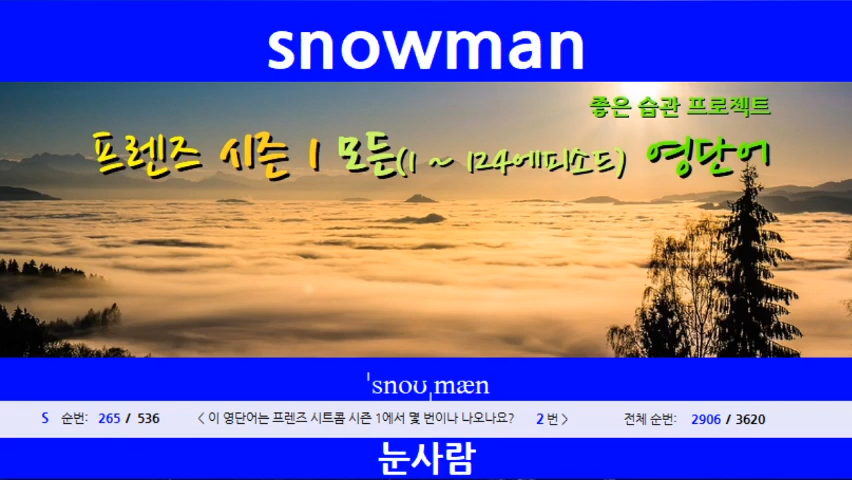 snowman
좋은 습관 프로젝트
프렌즈 시즌 1 모든(1 ~ 124에피소드) 영단어
ˈsnoʊˌmæn
S 순번: 265 / 536 < 이 영단어는 프렌즈 시트콤 시즌 1에서 몇 번이나 나오나요? 2 번 > 전체 순번: 2906 / 3620
눈사람